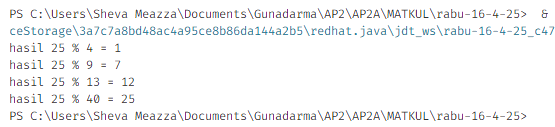 PS C:\Users\Sheva Meazza\Documents\Gunadarma\AP2\AP2A\MATKUL\rabu-16-4-25> &
ceStorage\3a7c7a8bd48ac4a95ce8b86da144a2b5\redhat.java\jdt_ws\rabu-16-4-25_c47
hasil 25 % 4 = 1
hasil 25 % 9 = 7
hasil 25 % 13 = 12
hasil 25 % 40 = 25
PS C:\Users\Sheva Meazza\Documents\Gunadarma\AP2\AP2A\MATKUL\rabu-16-4-25>